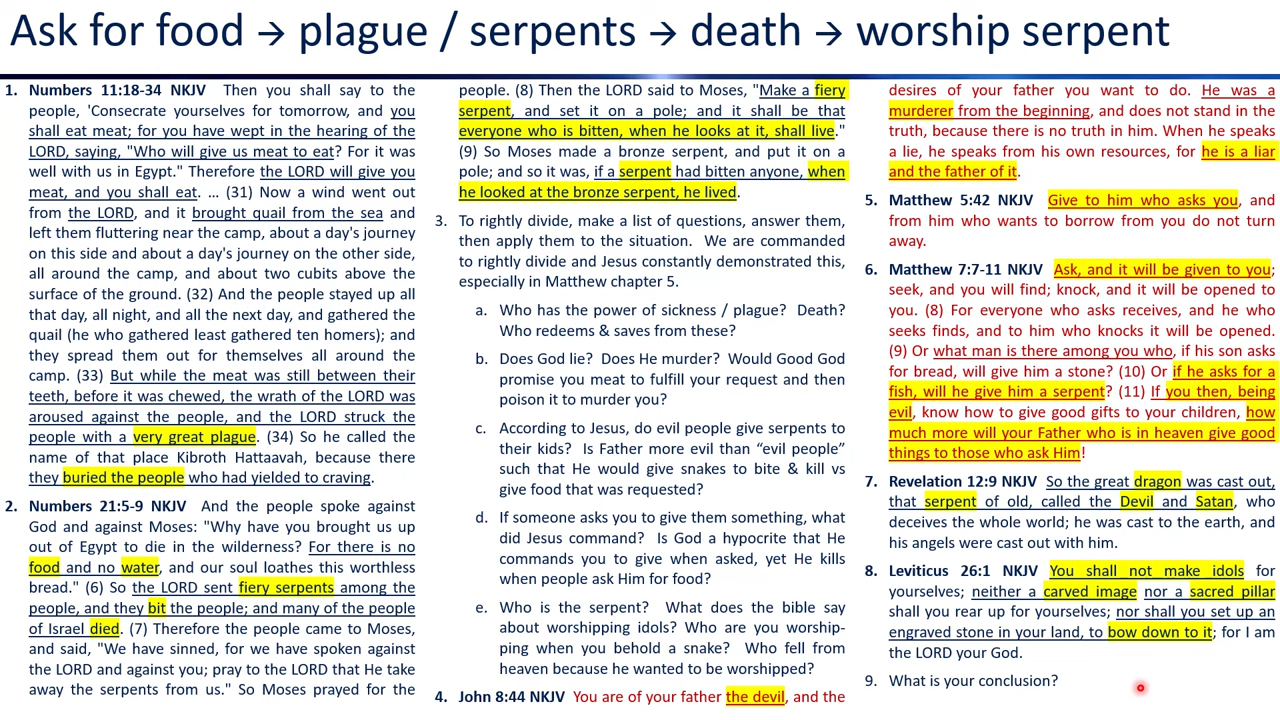 Ask for food → plague / serpents → death → worship serpent
1. Numbers 11:18-34 NKJV Then you shall say to the
people, 'Consecrate yourselves for tomorrow, and you
shall eat meat; for you have wept in the hearing of the
LORD, saying, "Who will give us meat to eat? For it was
well with us in Egypt." Therefore the LORD will give you
meat, and you shall eat. … (31) Now a wind went out
from the LORD, and it brought quail from the sea and
left them fluttering near the camp, about a day's journey
on this side and about a day's journey on the other side,
all around the camp, and about two cubits above the
surface of the ground. (32) And the people stayed up all
that day, all night, and all the next day, and gathered the
quail (he who gathered least gathered ten homers); and
they spread them out for themselves all around the
camp. (33) But while the meat was still between their
teeth, before it was chewed, the wrath of the LORD was
aroused against the people, and the LORD struck the
people with a very great plague. (34) So he called the
name of that place Kibroth Hattaavah, because there
they buried the people who had yielded to craving.
2. Numbers 21:5-9 NKJV And the people spoke against
God and against Moses: "Why have you brought us up
out of Egypt to die in the wilderness? For there is no
food and no water, and our soul loathes this worthless
bread." (6) So the LORD sent fiery serpents among the
people, and they bit the people; and many of the people
of Israel died. (7) Therefore the people came to Moses,
and said, "We have sinned, for we have spoken against
the LORD and against you; pray to the LORD that He take
away the serpents from us." So Moses prayed for the
people. (8) Then the LORD said to Moses, "Make a fiery
serpent, and set it on a pole; and it shall be that
everyone who is bitten, when he looks at it, shall live."
(9) So Moses made a bronze serpent, and put it on a
pole; and so it was, if a serpent had bitten anyone, when
he looked at the bronze serpent, he lived.
3. To rightly divide, make a list of questions, answer them,
then apply them to the situation. We are commanded
to rightly divide and Jesus constantly demonstrated this,
especially in Matthew chapter 5.
a. Who has the power of sickness / plague? Death?
Who redeems & saves from these?
b. Does God lie? Does He murder? Would Good God
promise you meat to fulfill your request and then
poison it to murder you?
c. According to Jesus, do evil people give serpents to
their kids? Is Father more evil than “evil people”
such that He would give snakes to bite & kill vs
give food that was requested?
d. If someone asks you to give them something, what
did Jesus command? Is God a hypocrite that He
commands you to give when asked, yet He kills
when people ask Him for food?
e. Who is the serpent? What does the bible say
about worshipping idols? Who are you worship-
ping when you behold a snake? Who fell from
heaven because he wanted to be worshipped?
4. John 8:44 NKJV You are of your father the devil, and the
desires of your father you want to do. He was a
murderer from the beginning, and does not stand in the
truth, because there is no truth in him. When he speaks
a lie, he speaks from his own resources, for he is a liar
and the father of it.
5. Matthew 5:42 NKJV Give to him who asks you, and
from him who wants to borrow from you do not turn
away.
6. Matthew 7:7-11 NKJV Ask, and it will be given to you;
seek, and you will find; knock, and it will be opened to
you. (8) For everyone who asks receives, and he who
seeks finds, and to him who knocks it will be opened.
(9) Or what man is there among you who, if his son asks
for bread, will give him a stone? (10) Or if he asks for a
fish, will he give him a serpent? (11) If you then, being
evil, know how to give good gifts to your children, how
much more will your Father who is in heaven give good
things to those who ask Him!
7. Revelation 12:9 NKJV So the great dragon was cast out,
that serpent of old, called the Devil and Satan, who
deceives the whole world; he was cast to the earth, and
his angels were cast out with him.
8. Leviticus 26:1 NKJV You shall not make idols for
yourselves; neither a carved image nor a sacred pillar
shall you rear up for yourselves; nor shall you set up an
engraved stone in your land, to bow down to it; for I am
the LORD your God.
9. What is your conclusion?